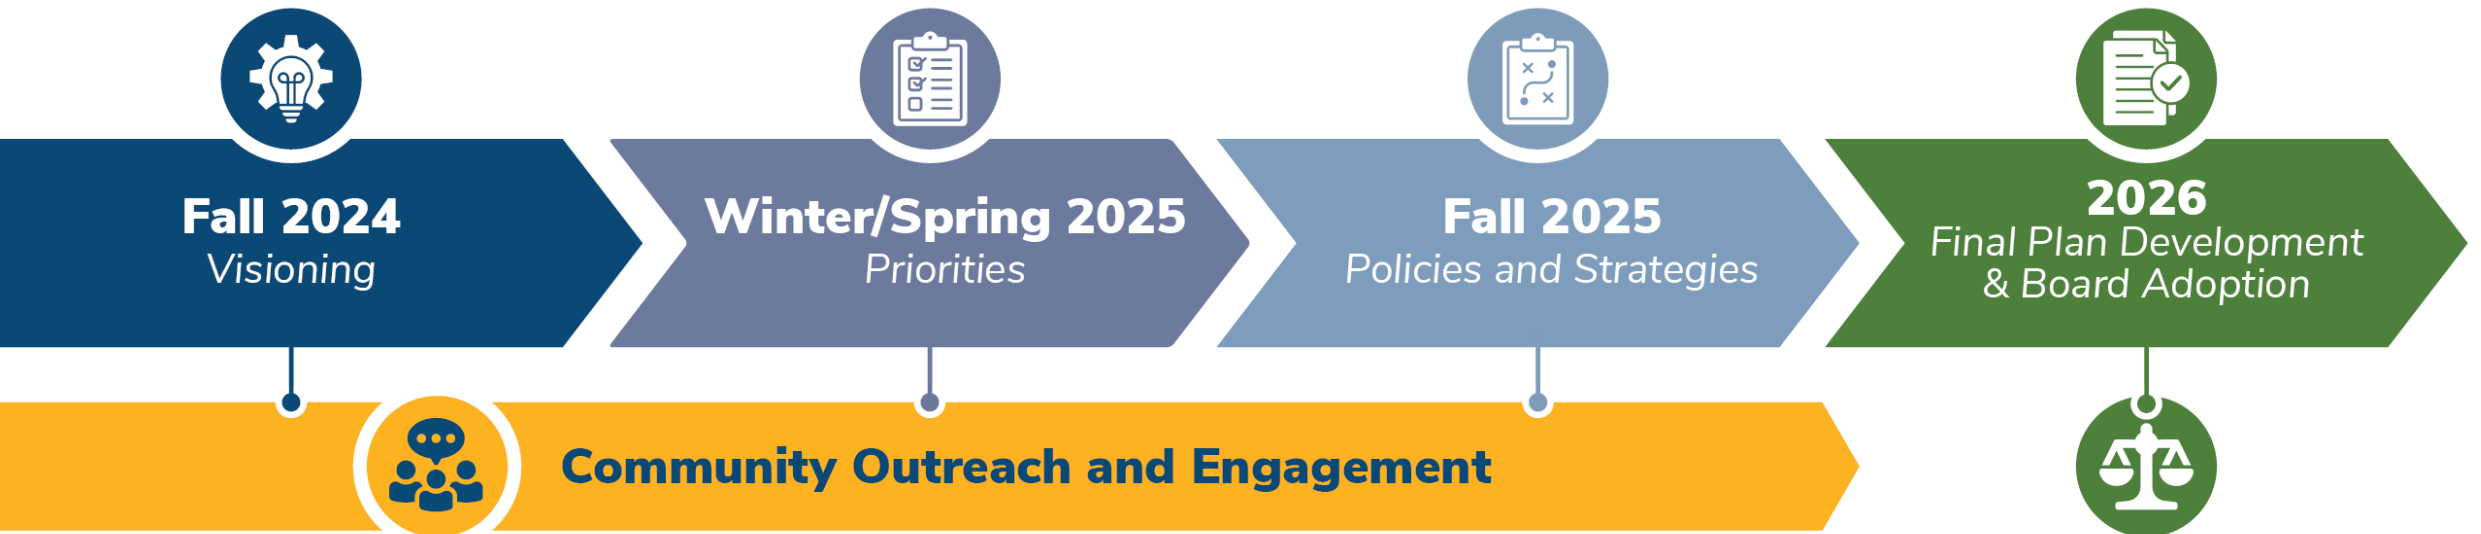 Fall 2024
Visioning
Winter/Spring 2025
Priorities
Fall 2025
Policies and Strategies
2026
Final Plan Development
& Board Adoption
Community Outreach and Engagement